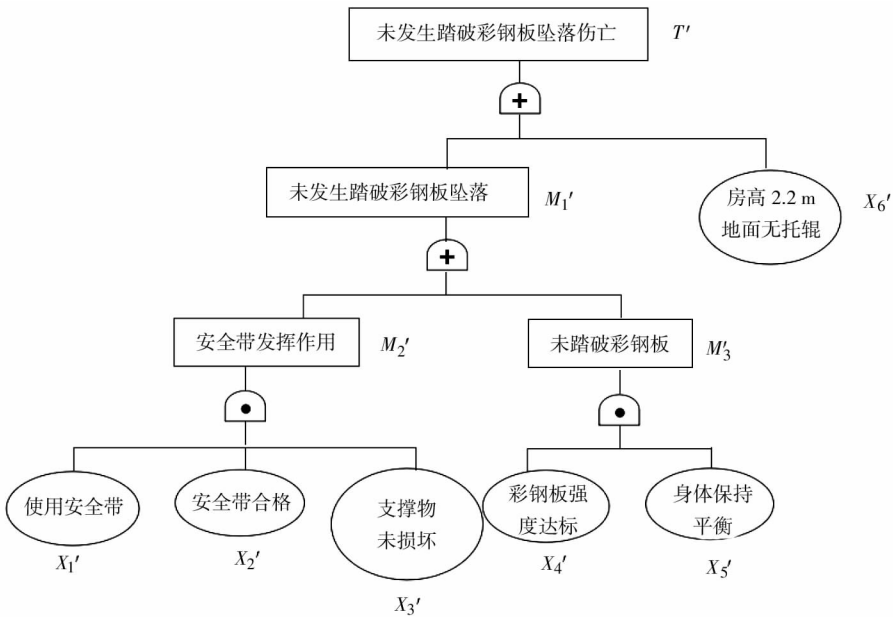 未发生踏破彩钢板坠落伤亡 T′
+
未发生踏破彩钢板坠落 M₁′
房高 2.2 m
地面无托辊
X₆′
+
安全带发挥作用 M₂′
未踏破彩钢板 M₃′
使用安全带
X₁′
安全带合格
X₂′
支撑物
未损坏
X₃′
彩钢板强
度达标
X₄′
身体保持
平衡
X₅′